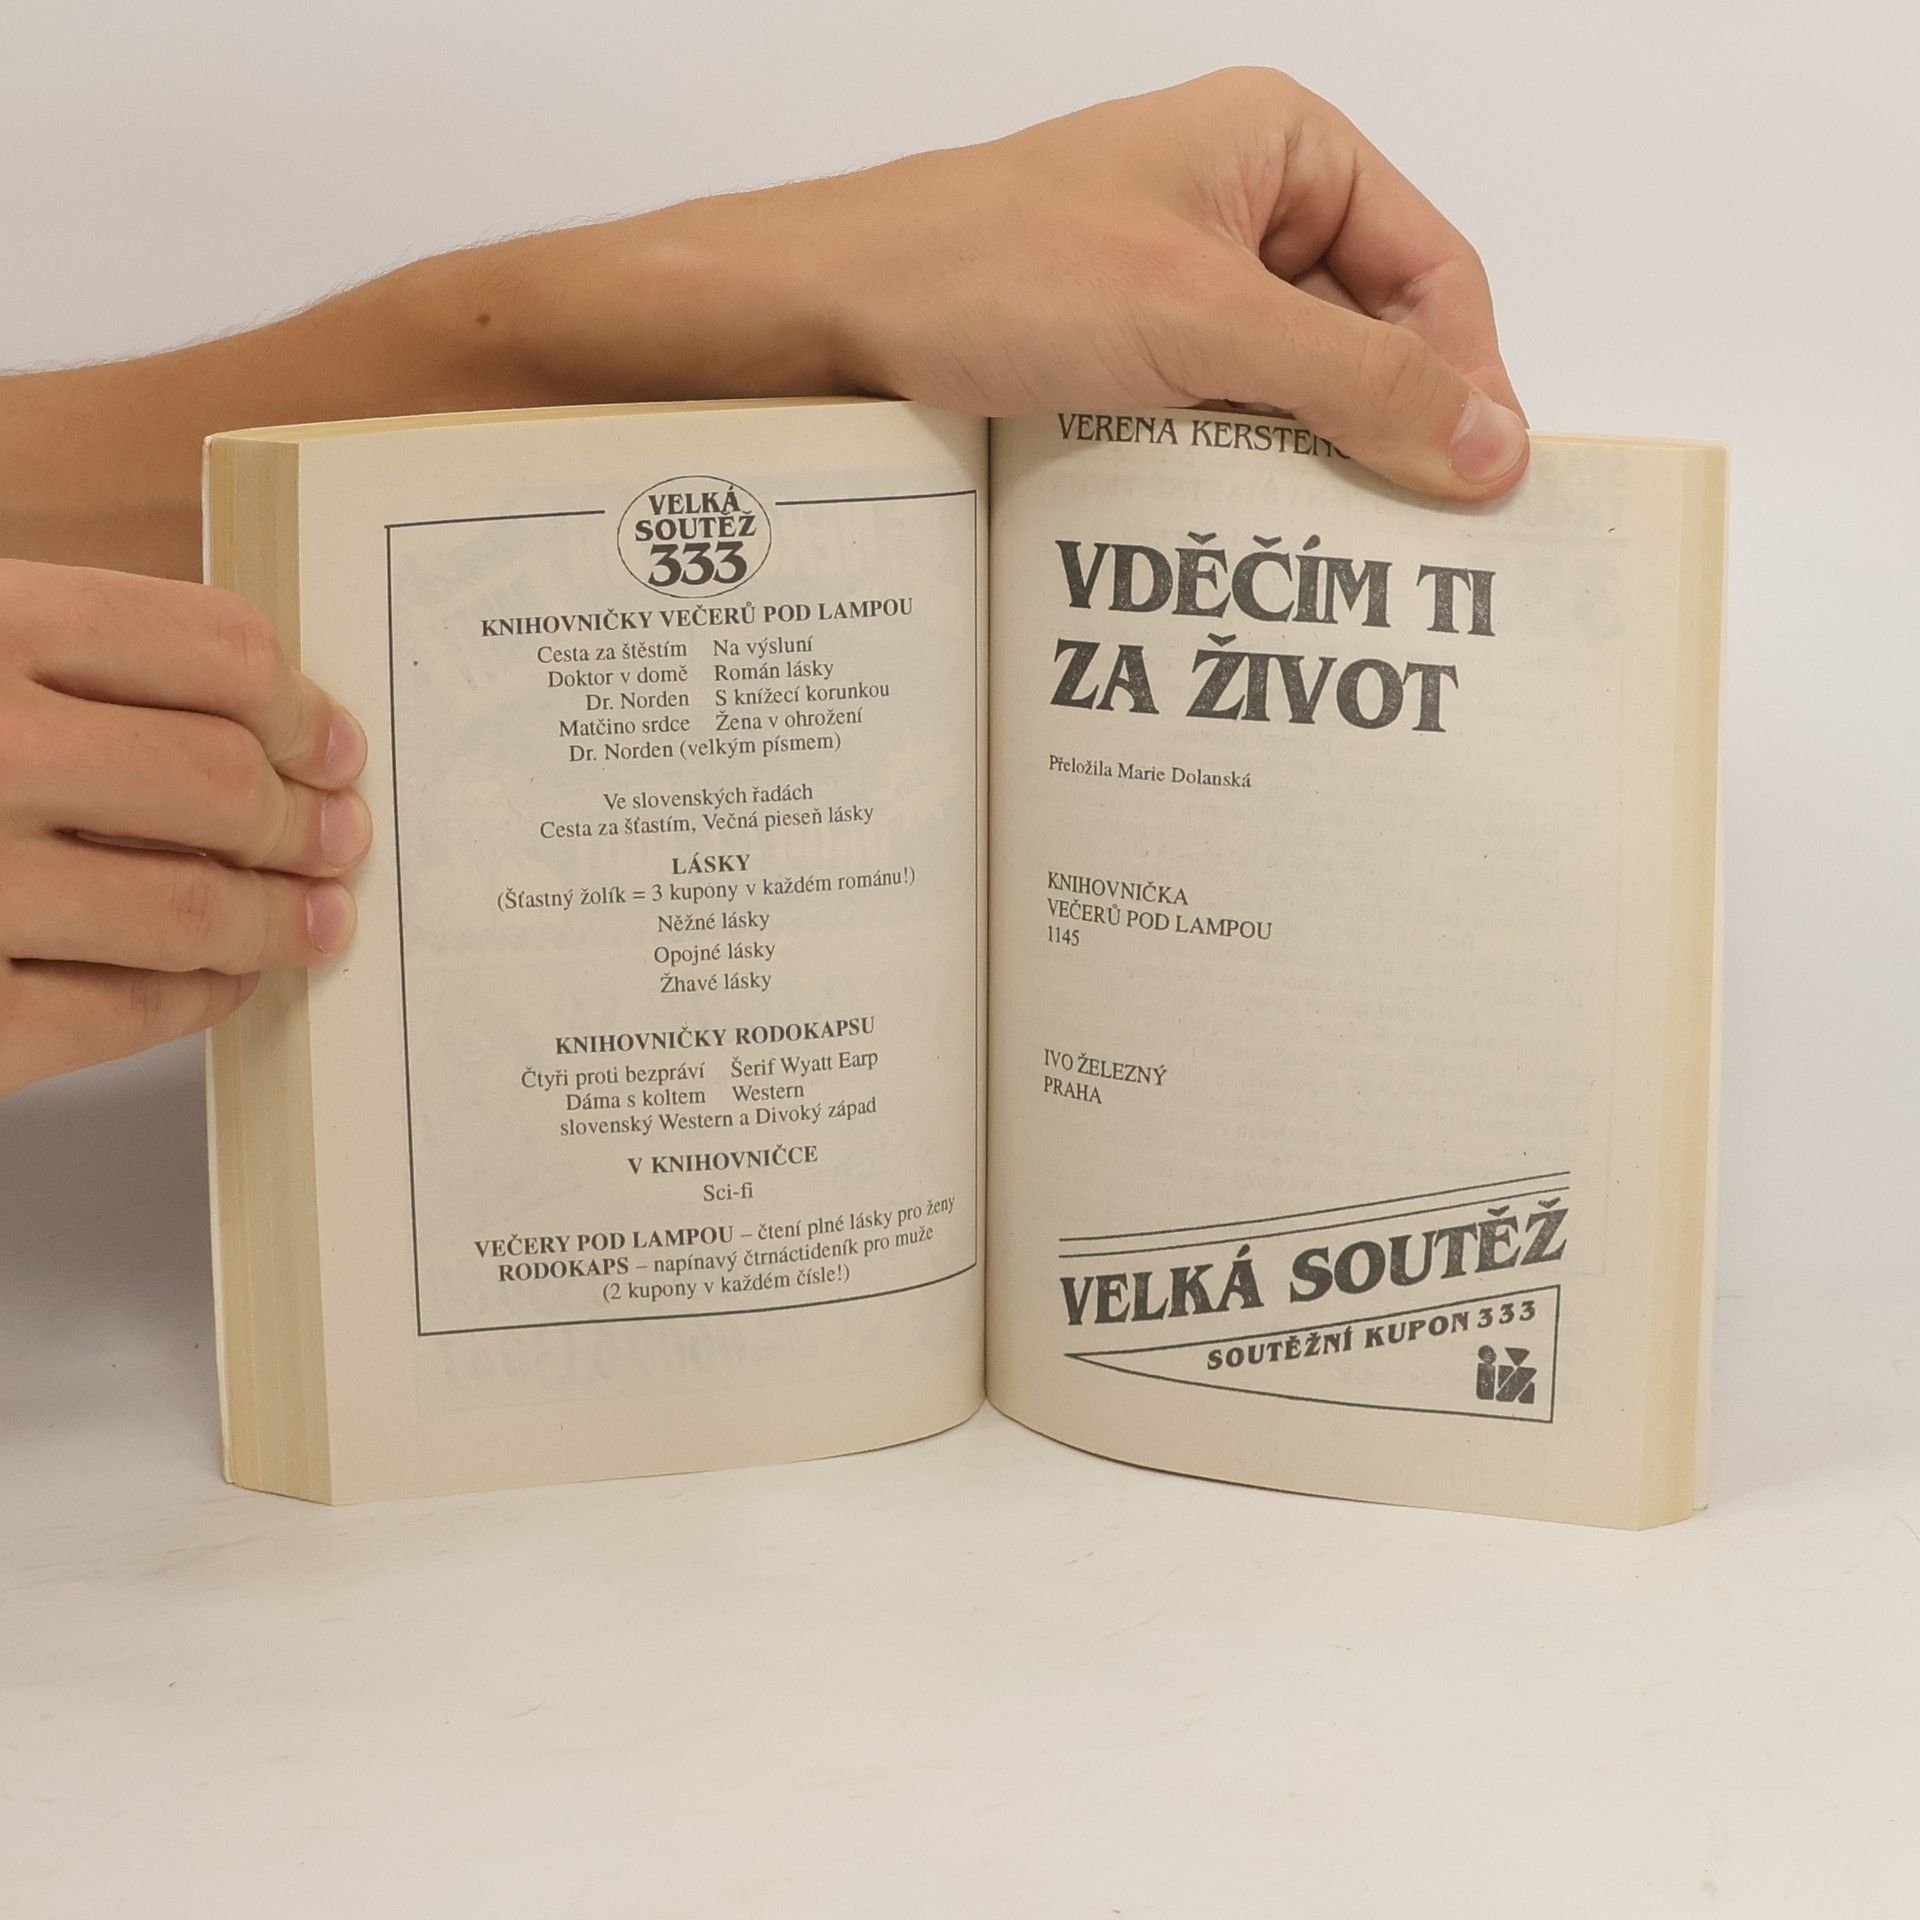 VELKÁ
SOUTĚŽ
333
KNIHOVNIČKY VEČERŮ POD LAMPOU
Cesta za štěstím Na výsluní
Doktor v domě Román lásky
Dr. Norden S knížecí korunkou
Matčino srdce Žena v ohrožení
Dr. Norden (velkým písmem)
Ve slovenských řadách
Cesta za šťastím, Večná pieseň lásky
LÁSKY
(Šťastný žolík = 3 kupony v každém románu!)
Něžné lásky
Opojné lásky
Žhavé lásky
KNIHOVNIČKY RODOKAPSU
Čtyři proti bezpráví Šerif Wyatt Earp
Dáma s koltem Western
slovenský Western a Divoký západ
V KNIHOVNIČCE
Sci-fi
VEČERY POD LAMPOU – čtení plné lásky pro ženy
RODOKAPS – napínavý čtrnáctideník pro muže
(2 kupony v každém čísle!)
VERENA
VDĚČÍM TI
ZA ŽIVOT
Přeložila Marie Dolanská
KNIHOVNIČKA
VEČERŮ POD LAMPOU
1145
IVO ŽELEZNÝ
PRAHA
VELKÁ SOUTĚŽ
SOUTĚŽNÍ KUPON 333
iž